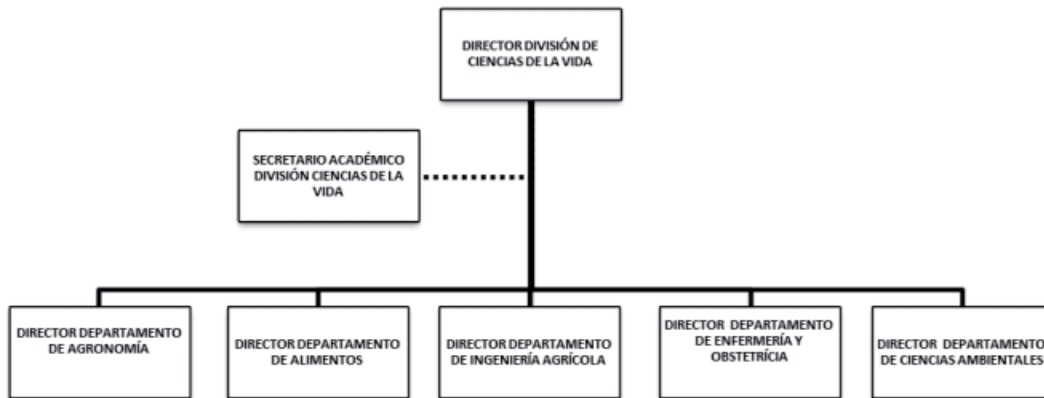 DIRECTOR DIVISIÓN DE
CIENCIAS DE LA VIDA
SECRETARIO ACADÉMICO
DIVISIÓN CIENCIAS DE LA
VIDA
DIRECTOR DEPARTAMENTO
DE AGRONOMÍA
DIRECTOR DEPARTAMENTO
DE ALIMENTOS
DIRECTOR DEPARTAMENTO
DE INGENIERÍA AGRÍCOLA
DIRECTOR DEPARTAMENTO
DE ENFERMERÍA Y
OBSTETRÍCIA
DIRECTOR DEPARTAMENTO
DE CIENCIAS AMBIENTALES